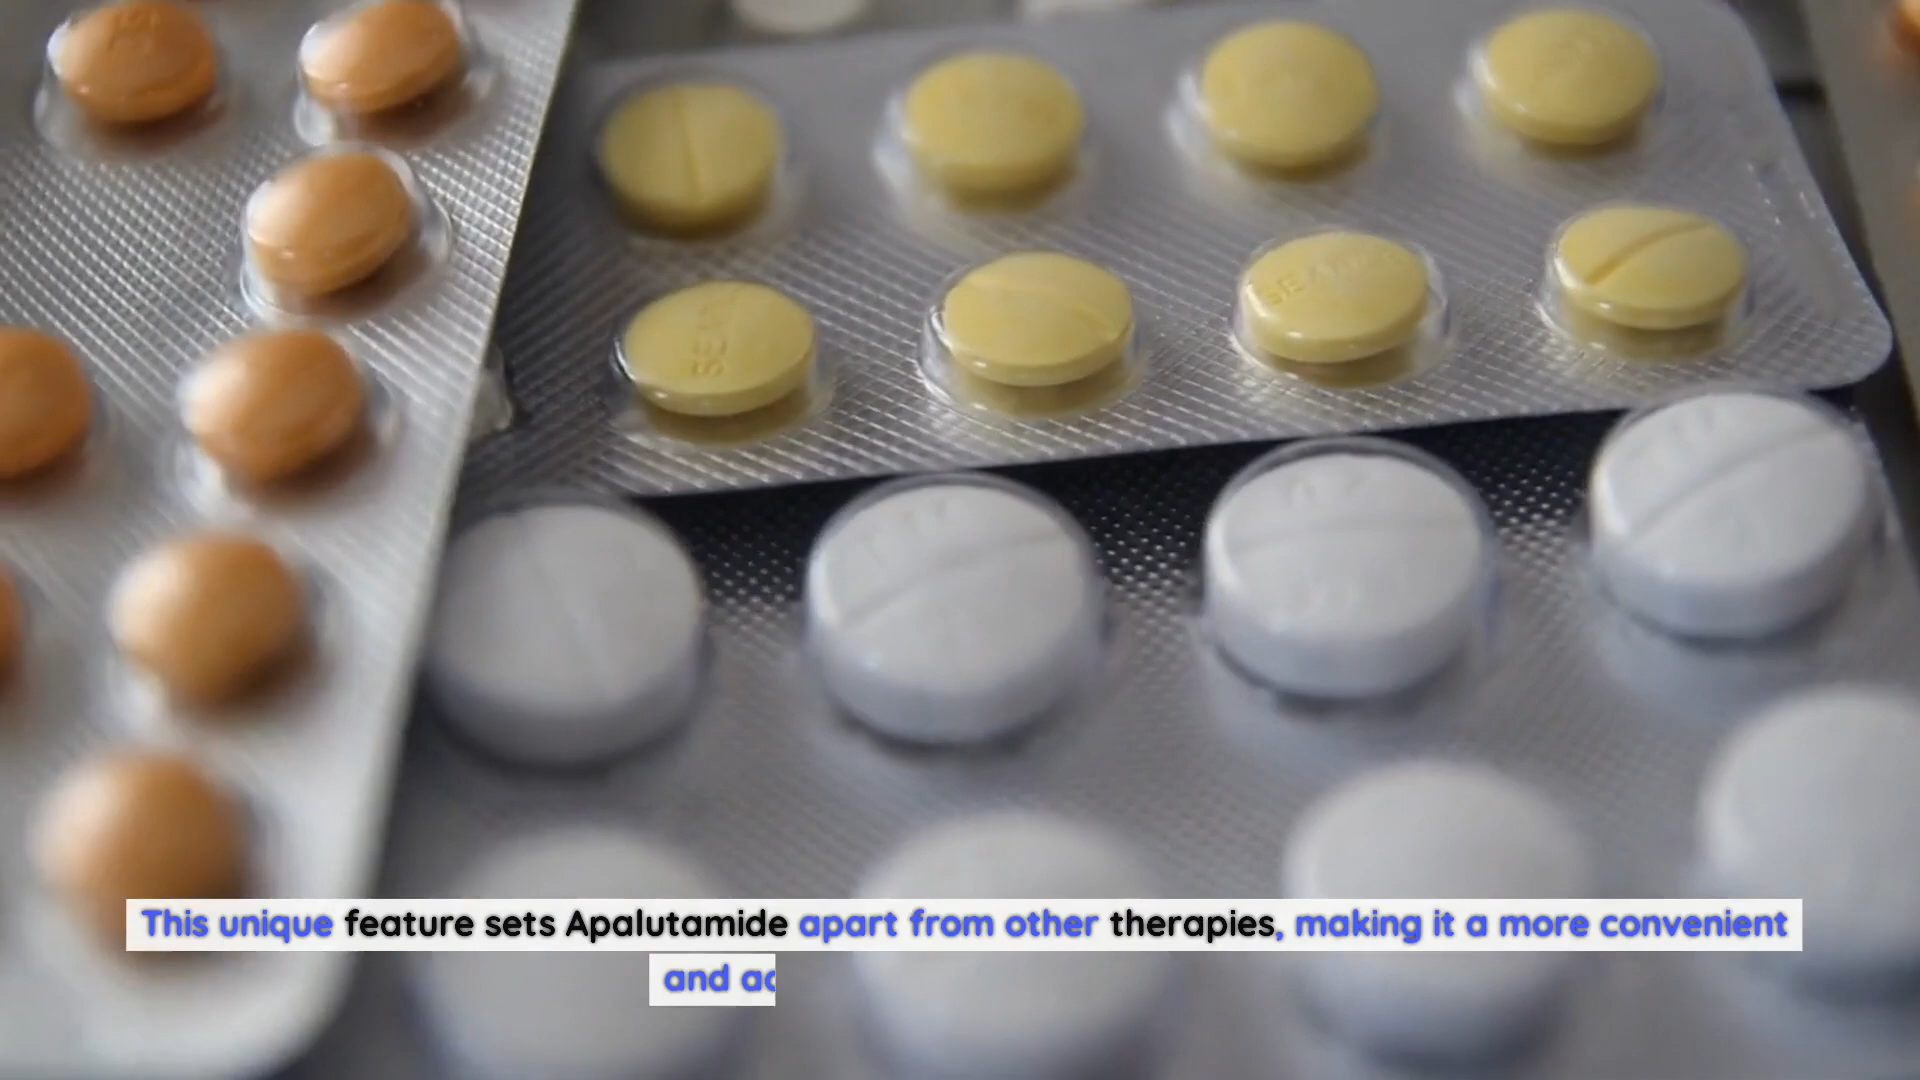 This unique feature sets Apalutamide apart from other therapies, making it a more convenient
and